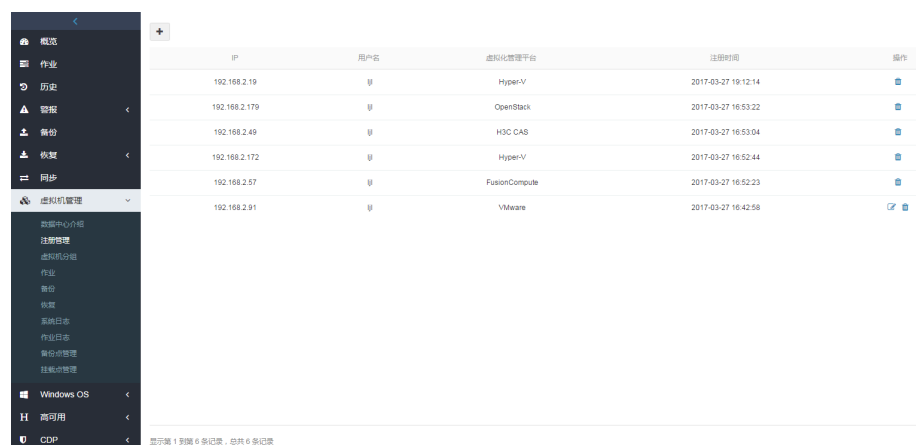 概览
作业
历史
警报
备份
恢复
同步
虚拟机管理
数据中心介绍
注册管理
虚拟机分组
作业
备份
恢复
系统日志
作业日志
备份点管理
挂载点管理
Windows OS
高可用
CDP
IP 用户名 虚拟化管理平台 注册时间 操作
192.168.2.19 Hyper-V 2017-03-27 19:12:14
192.168.2.179 OpenStack 2017-03-27 16:53:22
192.168.2.49 H3C CAS 2017-03-27 16:53:04
192.168.2.172 Hyper-V 2017-03-27 16:52:44
192.168.2.57 FusionCompute 2017-03-27 16:52:23
192.168.2.91 VMware 2017-03-27 16:42:58
显示第 1 到第 6 条记录，总共 6 条记录